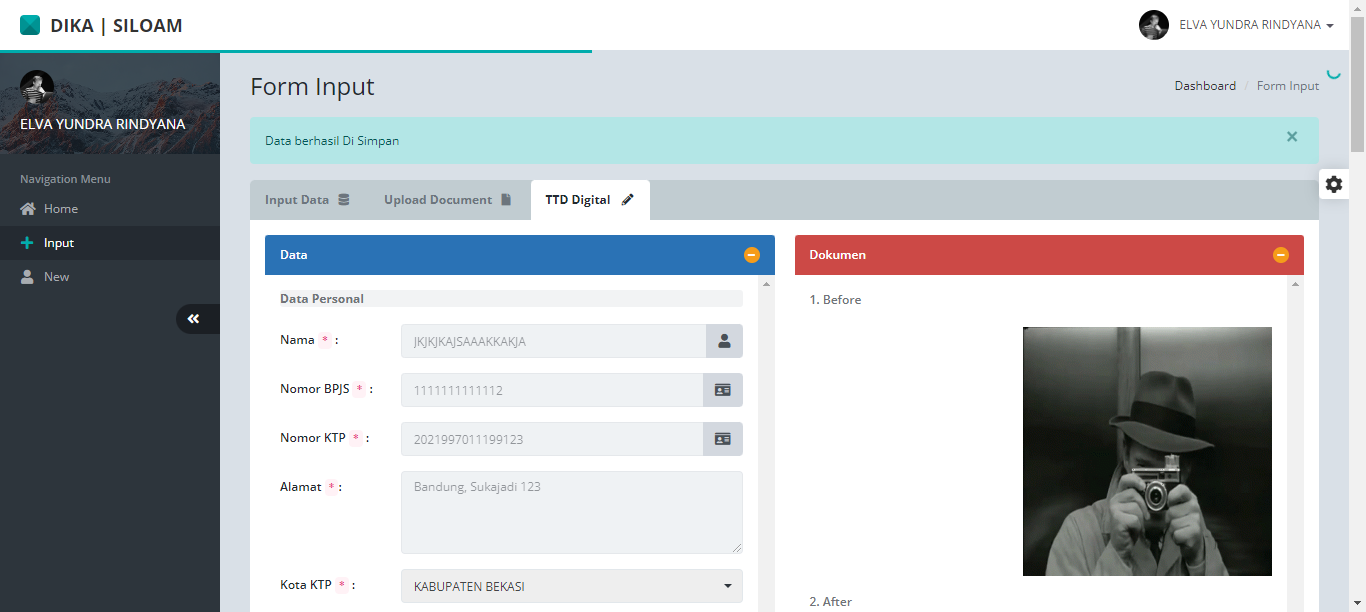 DIKA | SILOAM
ELVA YUNDRA RINDYANA
ELVA YUNDRA RINDYANA
Navigation Menu
Home
Input
New
Form Input
Dashboard / Form Input
Data berhasil Di Simpan ×
Input Data
Upload Document
TTD Digital
Data
Data Personal
Nama * :
JKJKJKAJSAAAKKAKJA
Nomor BPJS * :
1111111111112
Nomor KTP * :
2021997011199123
Alamat * :
Bandung, Sukajadi 123
Kota KTP * :
KABUPATEN BEKASI
Dokumen
1. Before
2. After